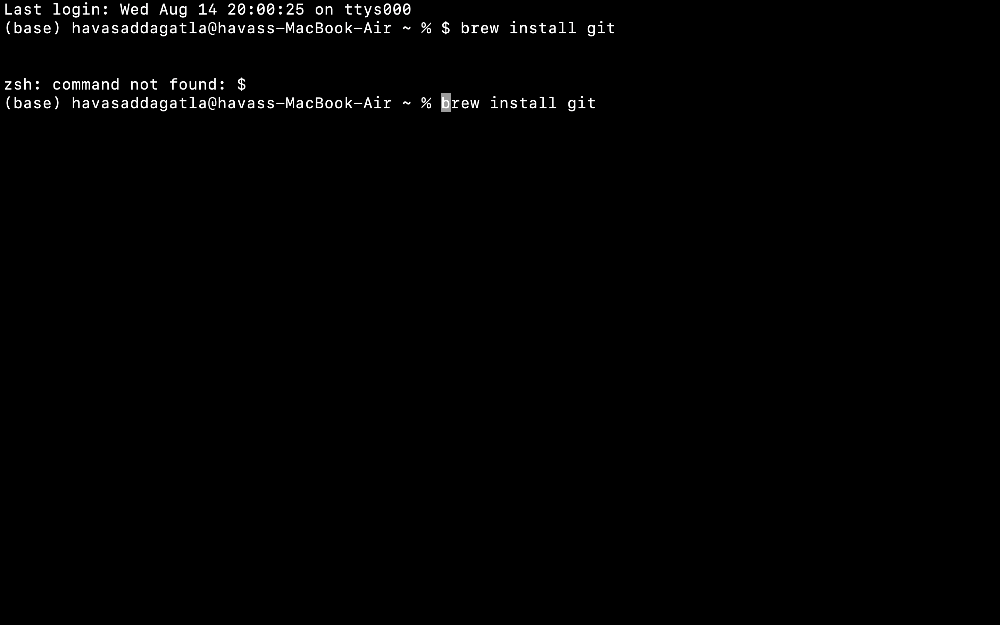 Last login: Wed Aug 14 20:00:25 on ttys000
(base) havasaddagatla@havass-MacBook-Air ~ % $ brew install git
zsh: command not found: $
(base) havasaddagatla@havass-MacBook-Air ~ % brew install git